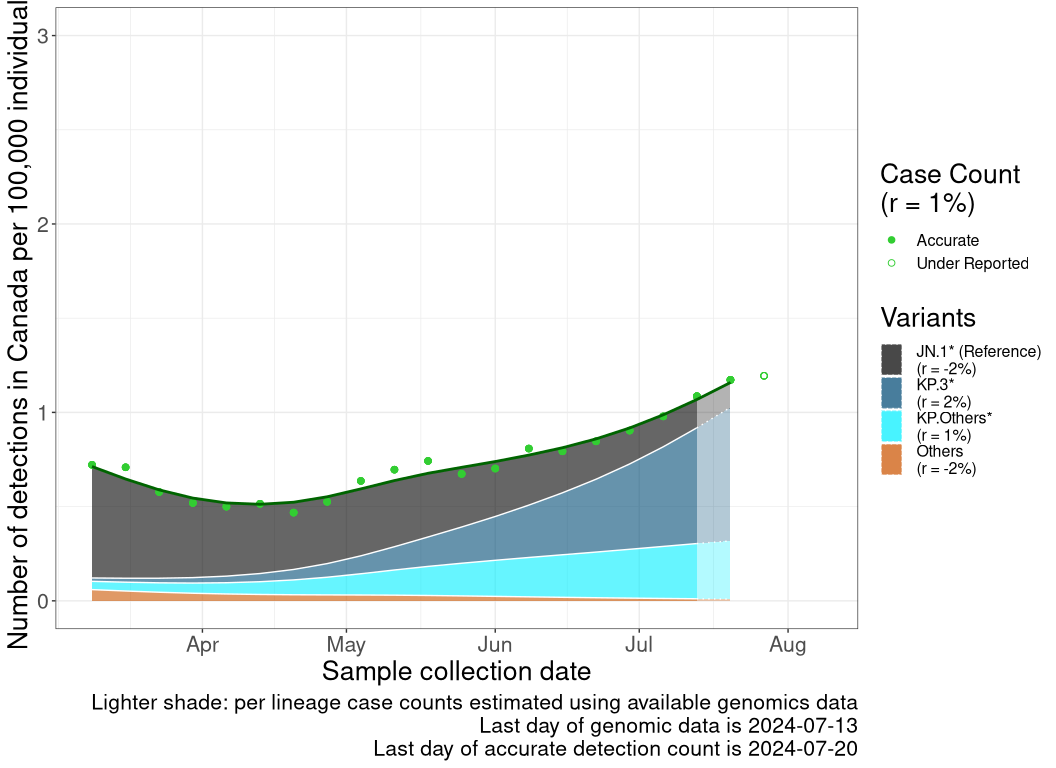 Number of detections in Canada per 100,000 individual
3
2
1
0
Apr May Jun Jul Aug
Sample collection date
Lighter shade: per lineage case counts estimated using available genomics data
Last day of genomic data is 2024-07-13
Last day of accurate detection count is 2024-07-20
Case Count
(r = 1%)
Accurate
Under Reported
Variants
JN.1* (Reference)
(r = -2%)
KP.3*
(r = 2%)
KP.Others*
(r = 1%)
Others
(r = -2%)